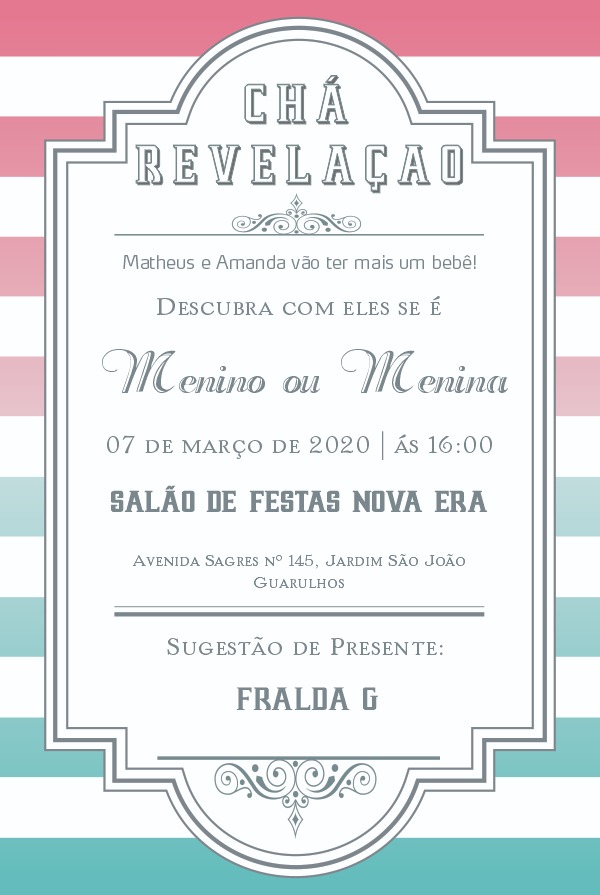 CHÁ
REVELAÇAO
Matheus e Amanda vão ter mais um bebê!
DESCUBRA COM ELES SE É
Menino ou Menina
07 DE MARÇO DE 2020 | ÁS 16:00
SALÃO DE FESTAS NOVA ERA
AVENIDA SAGRES Nº 145, JARDIM SÃO JOÃO
GUARULHOS
SUGESTÃO DE PRESENTE:
FRALDA G